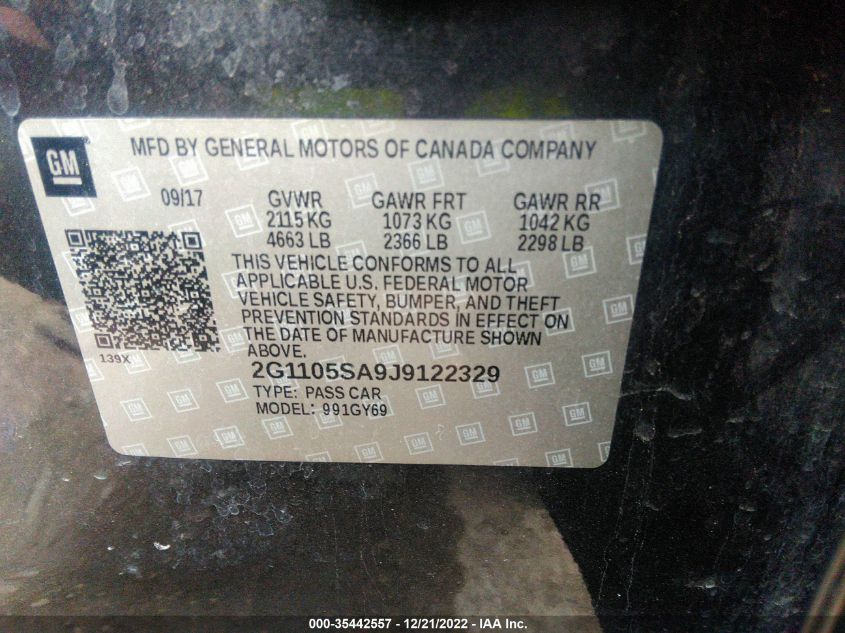 GM
MFD BY GENERAL MOTORS OF CANADA COMPANY
09/17 GVWR GAWR FRT GAWR RR
2115 KG 1073 KG 1042 KG
4663 LB 2366 LB 2298 LB
THIS VEHICLE CONFORMS TO ALL
APPLICABLE U.S. FEDERAL MOTOR
VEHICLE SAFETY, BUMPER, AND THEFT
PREVENTION STANDARDS IN EFFECT ON
THE DATE OF MANUFACTURE SHOWN
ABOVE.
139X
2G1105SA9J9122329
TYPE: PASS CAR
MODEL: 991GY69
000-35442557 - 12/21/2022 - IAA Inc.